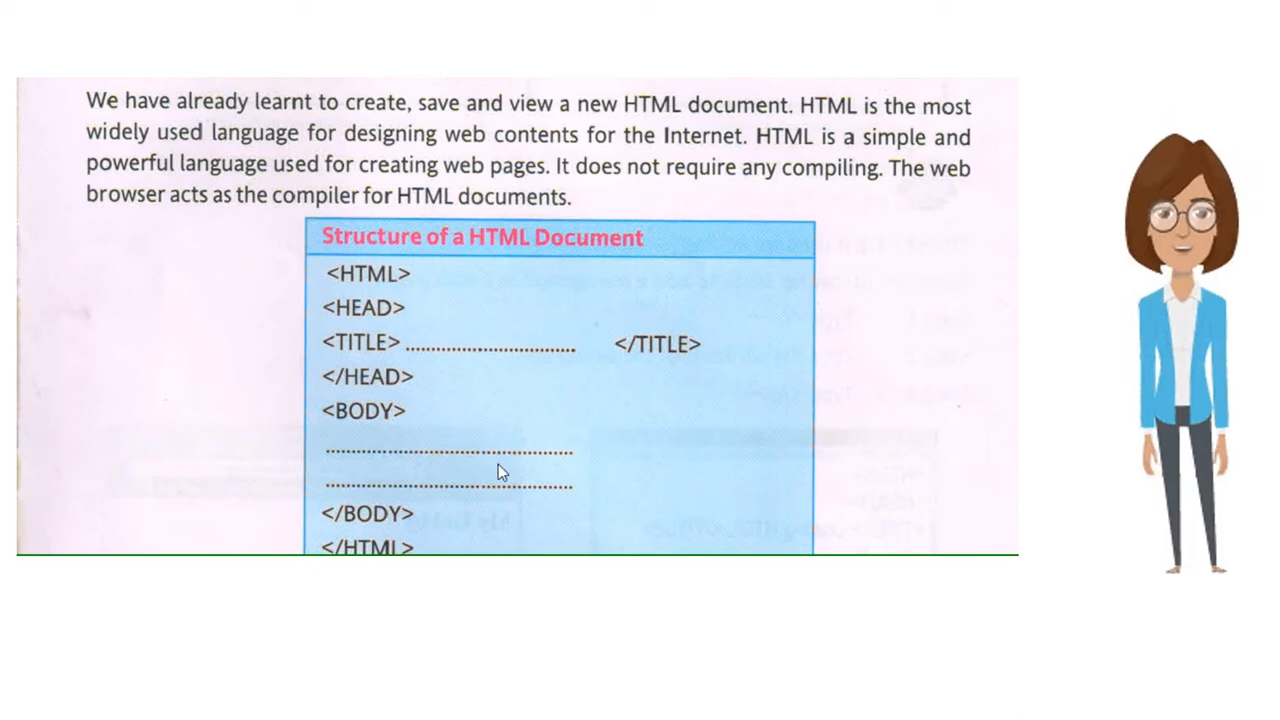 We have already learnt to create, save and view a new HTML document. HTML is the most
widely used language for designing web contents for the Internet. HTML is a simple and
powerful language used for creating web pages. It does not require any compiling. The web
browser acts as the compiler for HTML documents.
Structure of a HTML Document
<HTML>
<HEAD>
<TITLE> ................................. </TITLE>
</HEAD>
<BODY>
................................................
................................................
</BODY>
</HTML>